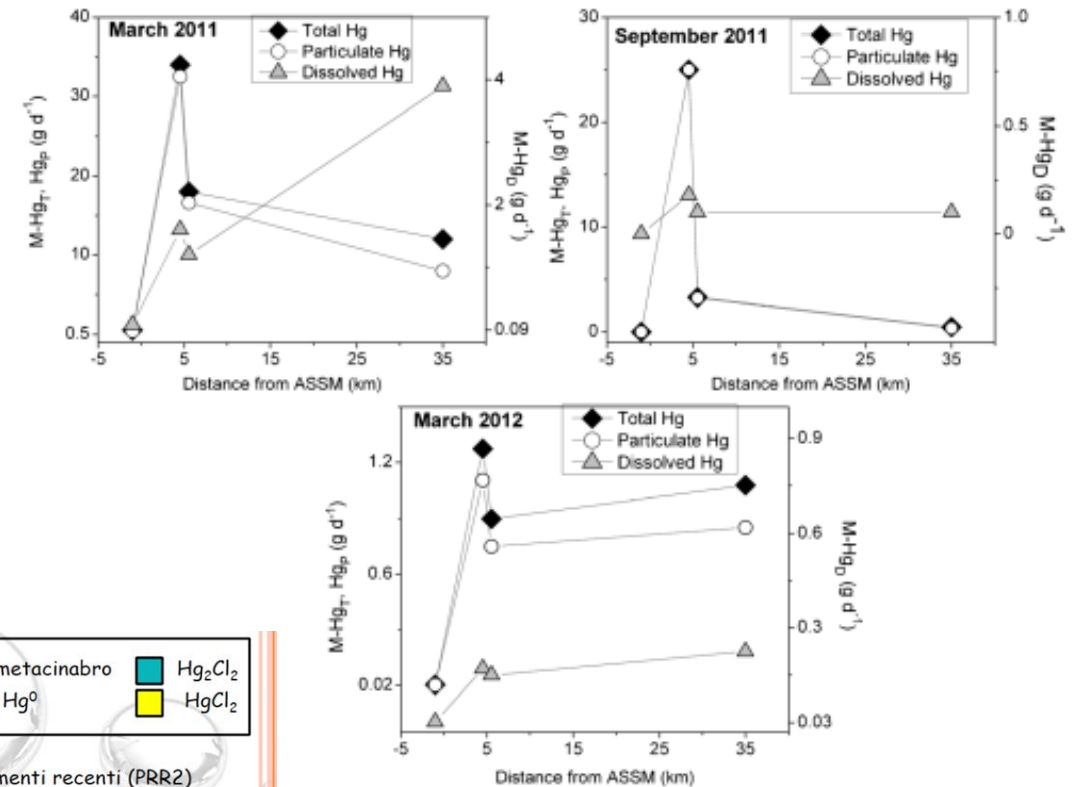 March 2011
Total Hg
Particulate Hg
Dissolved Hg
40
30
20
10
0.5
4
2
0.09
-5
5
15
25
35
M-Hg_T, Hg_P (g d⁻¹)
M-Hg_D (g d⁻¹)
Distance from ASSM (km)
September 2011
Total Hg
Particulate Hg
Dissolved Hg
30
20
10
0
1.0
0.5
0
-5
5
15
25
35
M-Hg_T, Hg_P (g d⁻¹)
M-Hg_D (g d⁻¹)
Distance from ASSM (km)
March 2012
Total Hg
Particulate Hg
Dissolved Hg
1.2
0.6
0.02
0.9
0.6
0.3
0.03
-5
5
15
25
35
M-Hg_T, Hg_P (g d⁻¹)
M-Hg_D (g d⁻¹)
Distance from ASSM (km)
metacinabro
Hg₂Cl₂
Hg⁰
HgCl₂
menti recenti (PRR2)